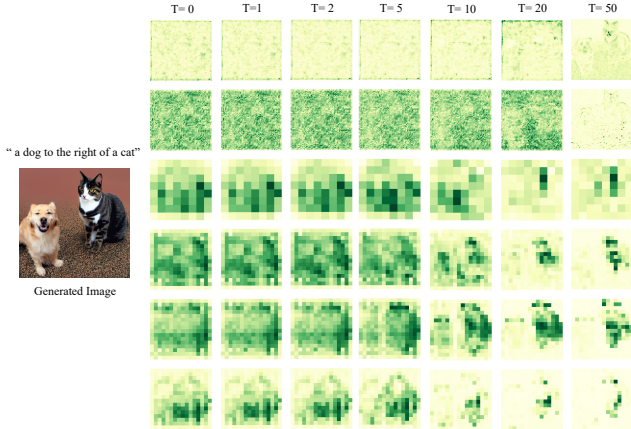 T= 0 T=1 T= 2 T= 5 T= 10 T= 20 T= 50
“ a dog to the right of a cat”
Generated Image